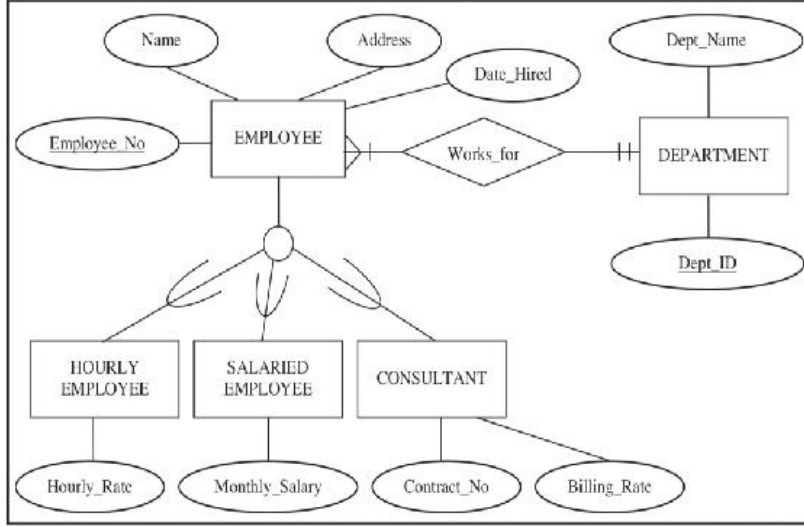 Name
Address
Dept_Name
Date_Hired
Employee_No
EMPLOYEE
Works_for
DEPARTMENT
Dept_ID
HOURLY
EMPLOYEE
SALARIED
EMPLOYEE
CONSULTANT
Hourly_Rate
Monthly_Salary
Contract_No
Billing_Rate